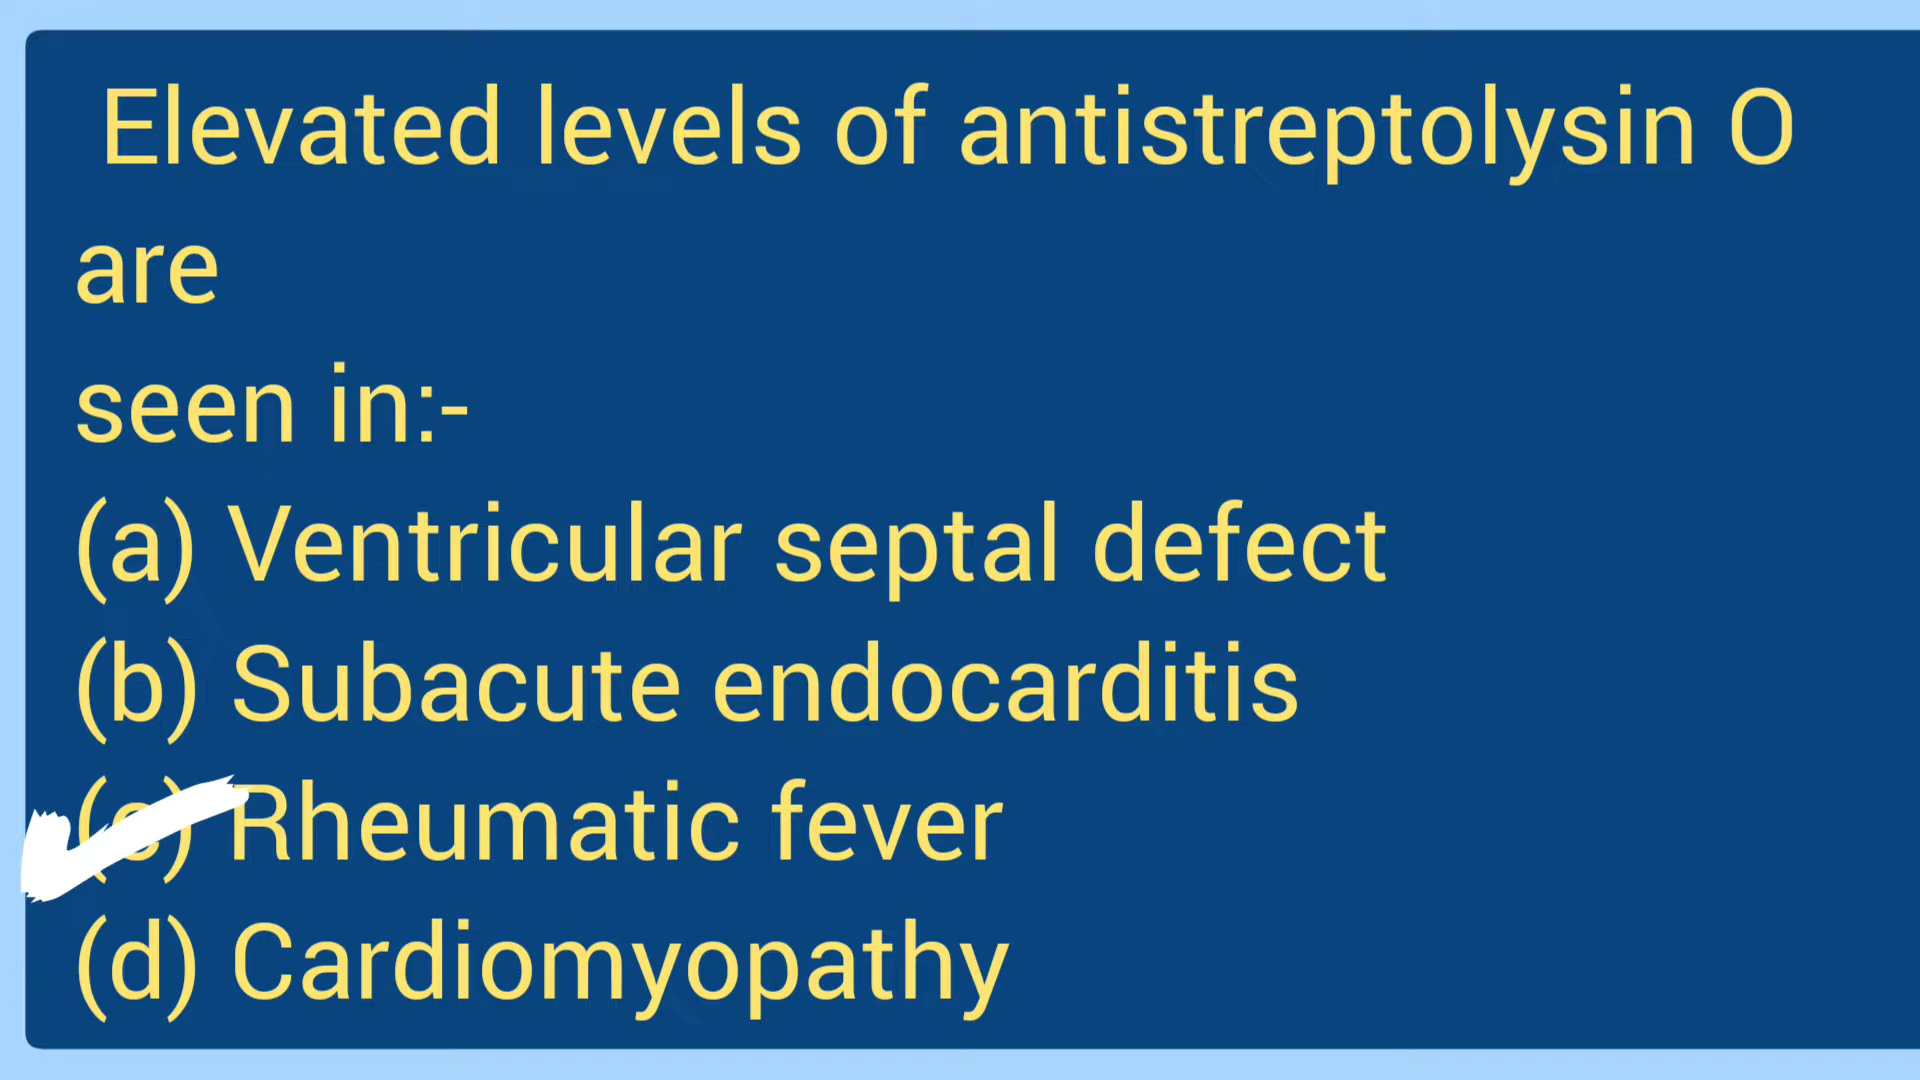 Elevated levels of antistreptolysin O
are
seen in:-
(a) Ventricular septal defect
(b) Subacute endocarditis
(c) Rheumatic fever
(d) Cardiomyopathy